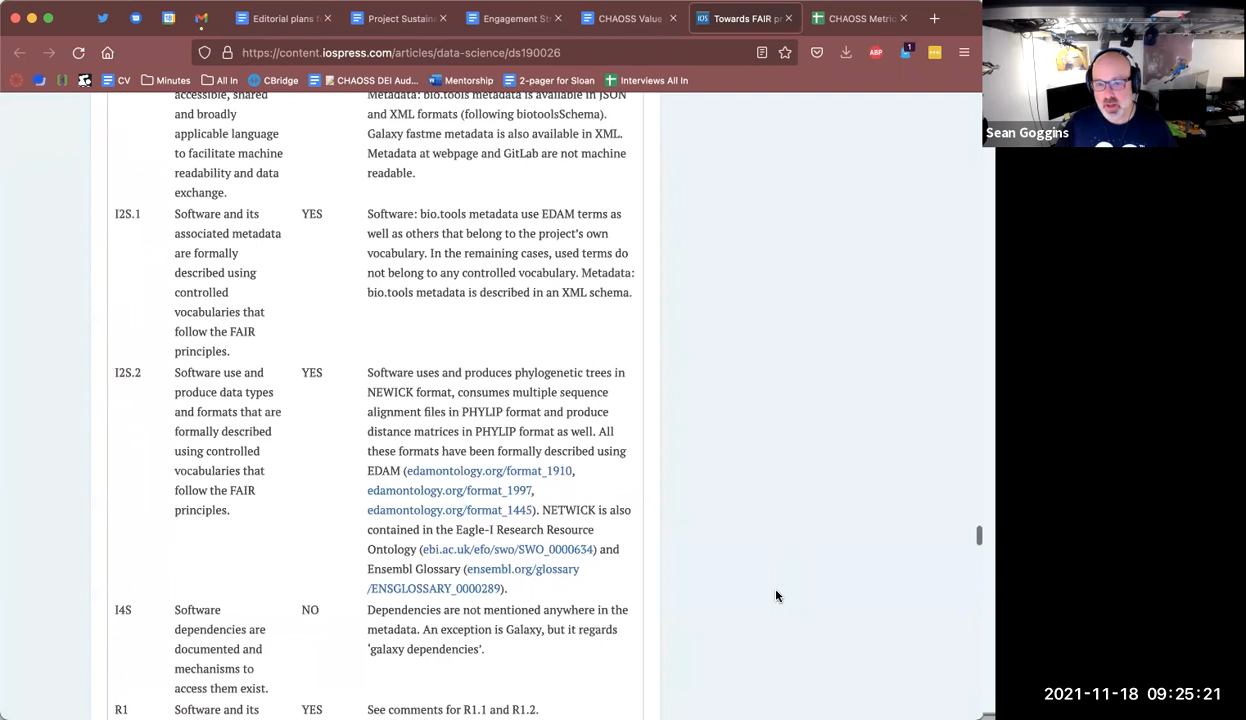 Editorial plans f
Project Sustaina
Engagement St
CHAOSS Value
Towards FAIR pr
CHAOSS Metric
https://content.iospress.com/articles/data-science/ds190026
ABP
1
CV
Minutes
All In
CBridge
CHAOSS DEI Aud...
Mentorship
2-pager for Sloan
Interviews All In
Sean Goggins
accessible, shared
and broadly
applicable language
to facilitate machine
readability and data
exchange.
Metadata: bio.tools metadata is available in JSON
and XML formats (following biotoolsSchema).
Galaxy fastme metadata is also available in XML.
Metadata at webpage and GitLab are not machine
readable.
I2S.1
Software and its
associated metadata
are formally
described using
controlled
vocabularies that
follow the FAIR
principles.
YES
Software: bio.tools metadata use EDAM terms as
well as others that belong to the project's own
vocabulary. In the remaining cases, used terms do
not belong to any controlled vocabulary. Metadata:
bio.tools metadata is described in an XML schema.
I2S.2
Software use and
produce data types
and formats that are
formally described
using controlled
vocabularies that
follow the FAIR
principles.
YES
Software uses and produces phylogenetic trees in
NEWICK format, consumes multiple sequence
alignment files in PHYLIP format and produce
distance matrices in PHYLIP format as well. All
these formats have been formally described using
EDAM (edamontology.org/format_1910,
edamontology.org/format_1997,
edamontology.org/format_1445). NETWICK is also
contained in the Eagle-I Research Resource
Ontology (ebi.ac.uk/efo/swo/SWO_0000634) and
Ensembl Glossary (ensembl.org/glossary
/ENSGLOSSARY_0000289).
I4S
Software
dependencies are
documented and
mechanisms to
access them exist.
NO
Dependencies are not mentioned anywhere in the
metadata. An exception is Galaxy, but it regards
‘galaxy dependencies’.
R1
Software and its
YES
See comments for R1.1 and R1.2.
2021-11-18 09:25:21